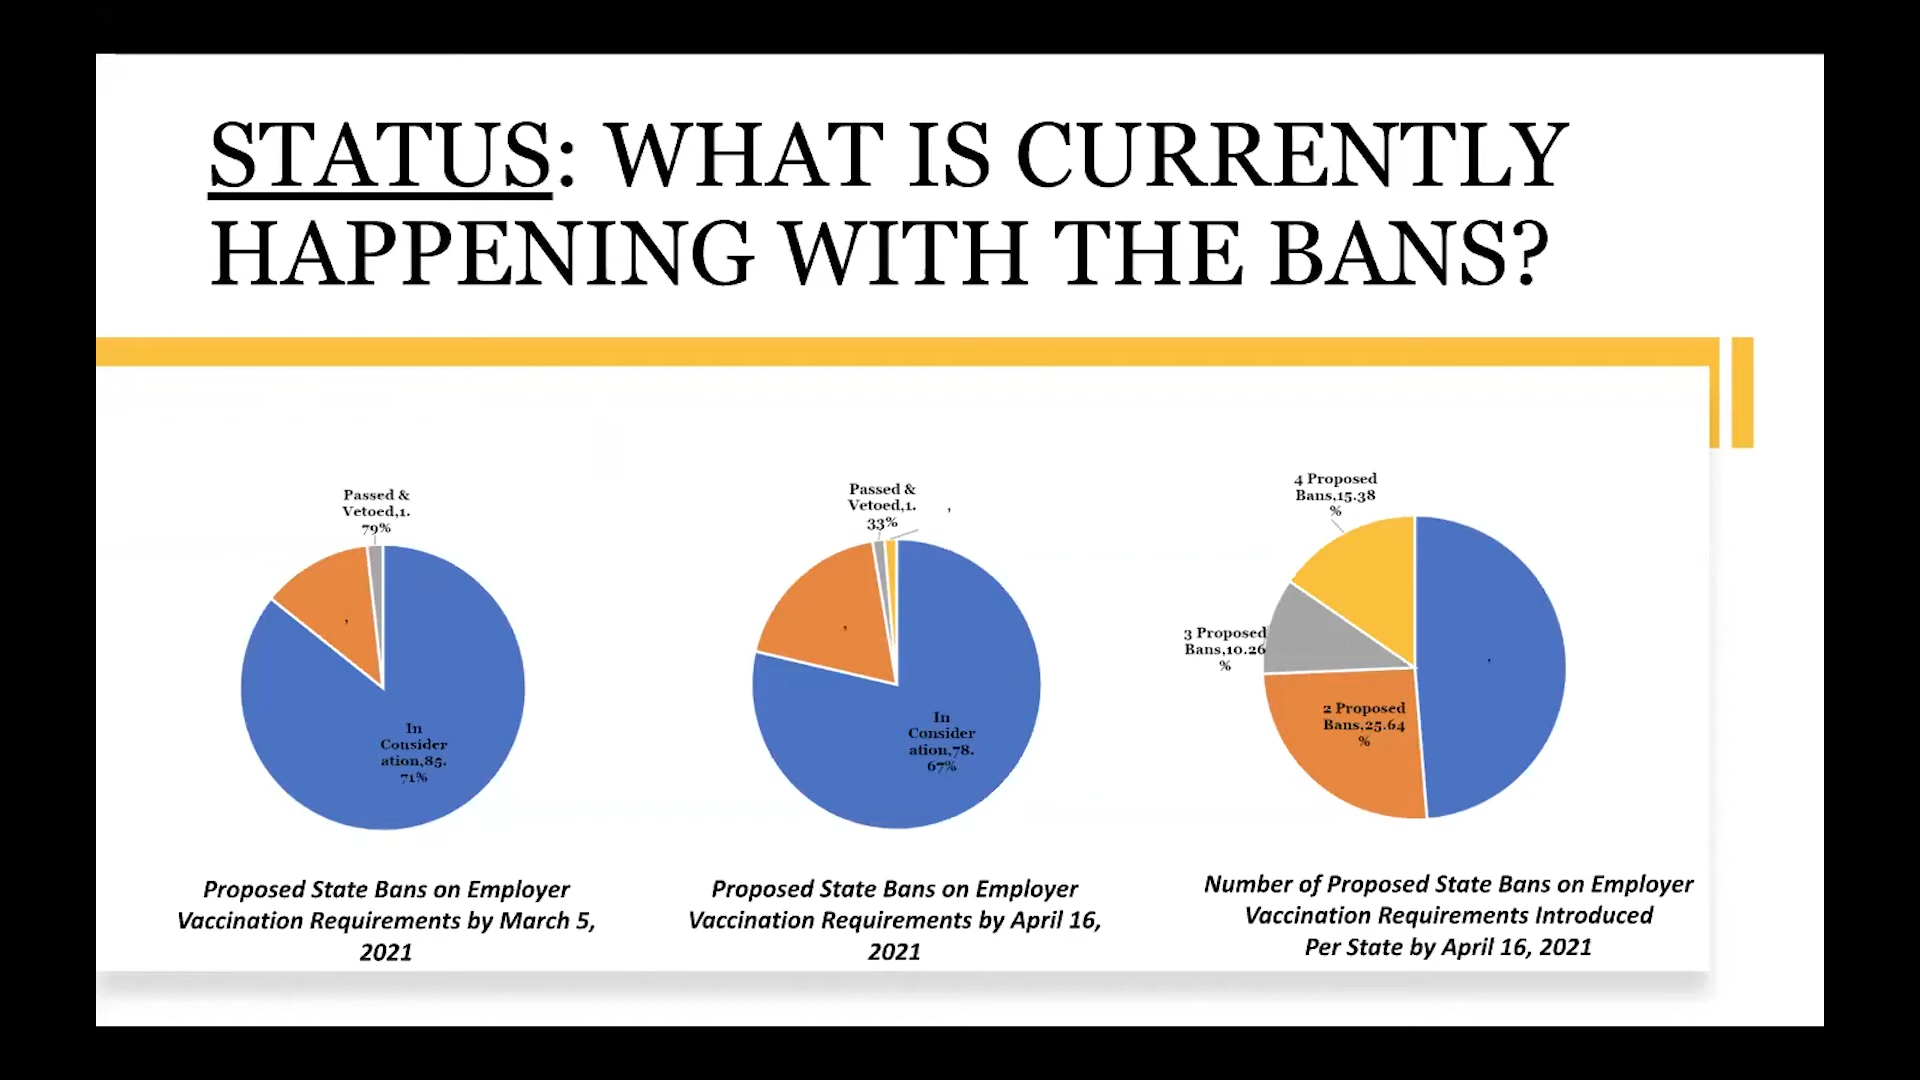 STATUS: WHAT IS CURRENTLY
HAPPENING WITH THE BANS?
Passed &
Vetoed,1.
79%
,
In
Consider
ation,85.
71%
Proposed State Bans on Employer
Vaccination Requirements by March 5,
2021
Passed &
Vetoed,1.
33%
,
,
In
Consider
ation,78.
67%
Proposed State Bans on Employer
Vaccination Requirements by April 16,
2021
4 Proposed
Bans,15.38
%
3 Proposed
Bans,10.26
%
,
2 Proposed
Bans,25.64
%
Number of Proposed State Bans on Employer
Vaccination Requirements Introduced
Per State by April 16, 2021